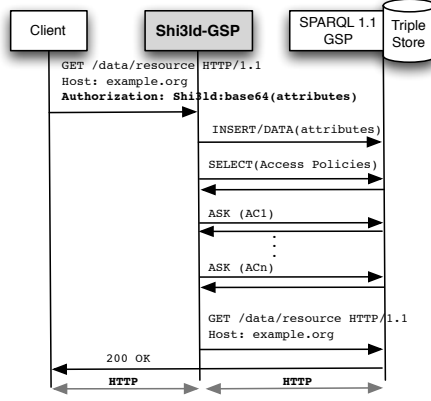 Client
Shi3ld-GSP
SPARQL 1.1
GSP
Triple
Store
GET /data/resource HTTP/1.1
Host: example.org
Authorization: Shi3ld:base64(attributes)
INSERT/DATA(attributes)
SELECT(Access Policies)
ASK (AC1)
ASK (ACn)
GET /data/resource HTTP/1.1
Host: example.org
200 OK
HTTP
HTTP